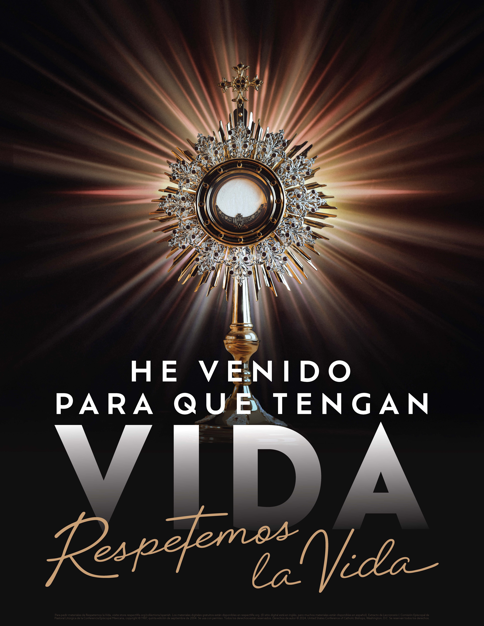 HE VENIDO
PARA QUE TENGAN
VIDA
Respetemos
la Vida